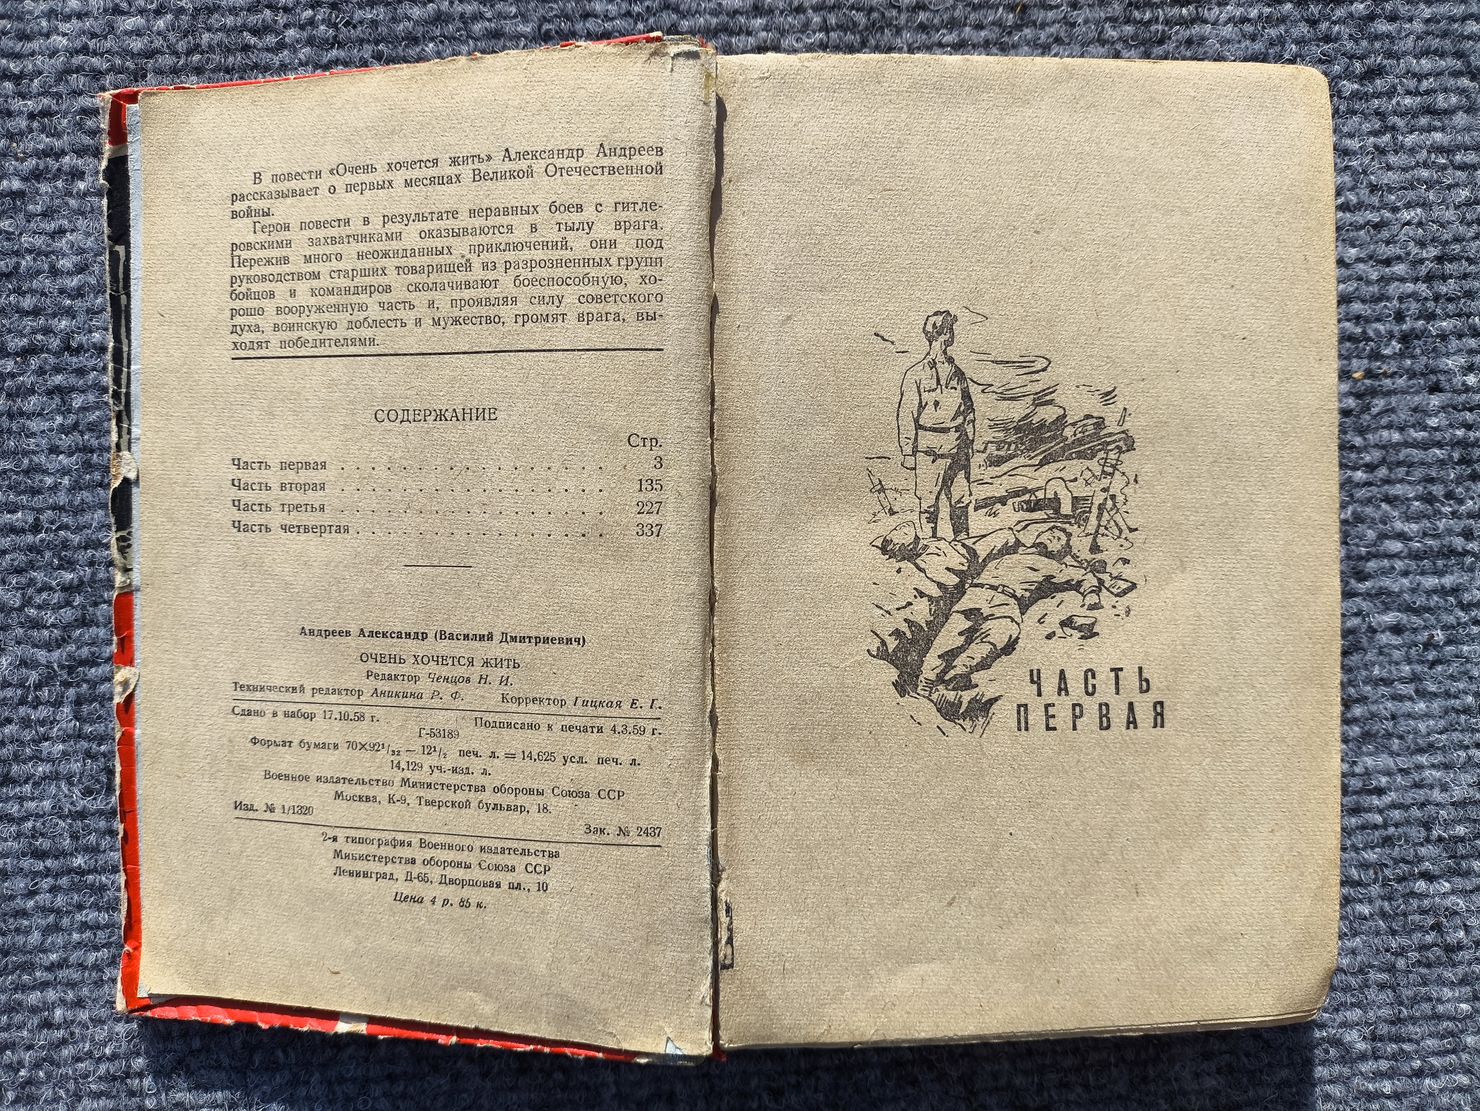 В повести «Очень хочется жить» Александр Андреев
рассказывает о первых месяцах Великой Отечественной
войны.
Герои повести в результате неравных боев с гитле-
ровскими захватчиками оказываются в тылу врага.
Пережив много неожиданных приключений, они под
руководством старших товарищей из разрозненных групп
бойцов и командиров сколачивают боеспособную, хо-
рошо вооруженную часть и, проявляя силу советского
духа, воинскую доблесть и мужество, громят врага, вы-
ходят победителями.
СОДЕРЖАНИЕ
Стр.
Часть первая . . . . . . . . . . . . . . . . . . 3
Часть вторая . . . . . . . . . . . . . . . . . . 135
Часть третья . . . . . . . . . . . . . . . . . . 227
Часть четвертая . . . . . . . . . . . . . . . . 337
Андреев Александр (Василий Дмитриевич)
ОЧЕНЬ ХОЧЕТСЯ ЖИТЬ
Редактор Ченцов Н. И.
Технический редактор Аникина Р. Ф. Корректор Гицкая Е. Г.
Сдано в набор 17.10.58 г. Подписано к печати 4.3.59 г.
Г-53189
Формат бумаги 70×92¹/₃₂ — 12¹/₂ печ. л. = 14,625 усл. печ. л.
14,129 уч.-изд. л.
Военное издательство Министерства обороны Союза ССР
Москва, К-9, Тверской бульвар, 18.
Изд. № 1/1320 Зак. № 2437
2-я типография Военного издательства
Министерства обороны Союза ССР
Ленинград, Д-65, Дворцовая пл., 10
Цена 4 р. 85 к.
ЧАСТЬ
ПЕРВАЯ